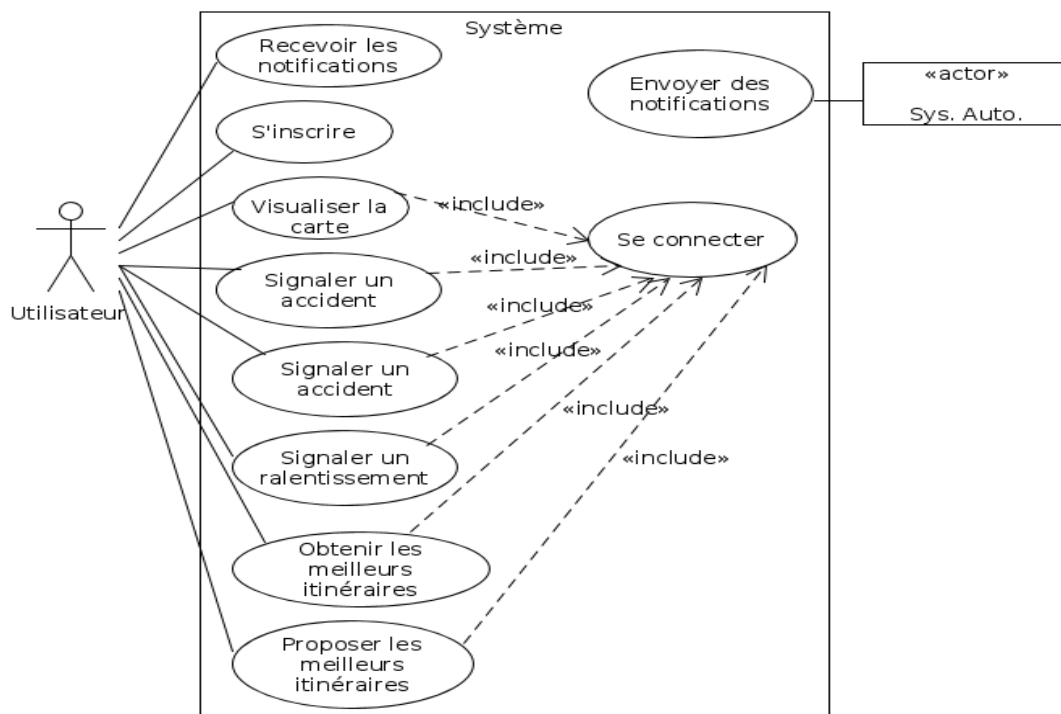 Système
Recevoir les
notifications
Envoyer des
notifications
«actor»
Sys. Auto.
S'inscrire
Visualiser la
carte
«include»
Se connecter
Signaler un
accident
«include»
Utilisateur
«include»
Signaler un
accident
«include»
Signaler un
ralentissement
«include»
«include»
Obtenir les
meilleurs
itinéraires
Proposer les
meilleurs
itinéraires